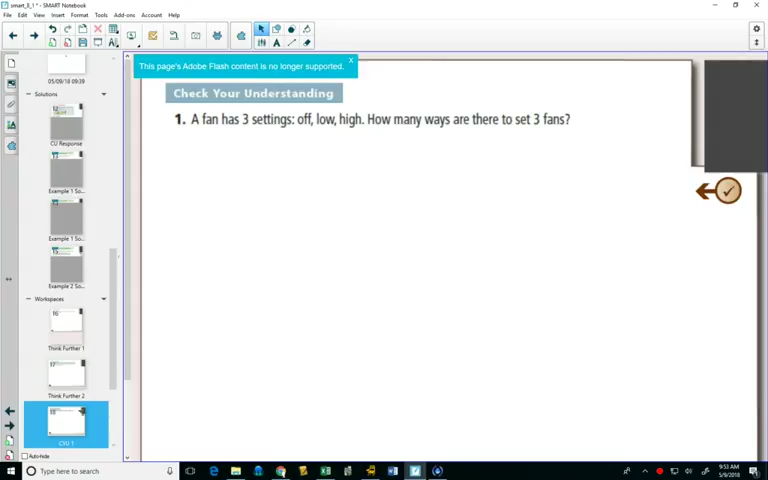 smart_8_1 * - SMART Notebook
File Edit View Insert Format Tools Add-ons Account Help
This page's Adobe Flash content is no longer supported. X
05/09/18 09:39
Solutions
CU Response
Example 1 So...
Example 1 So...
Example 2 So...
Workspaces
16
Think Further 1
17
Think Further 2
18
CYU 1
Auto-hide
Check Your Understanding
1. A fan has 3 settings: off, low, high. How many ways are there to set 3 fans?
Type here to search
9:53 AM
5/9/2018